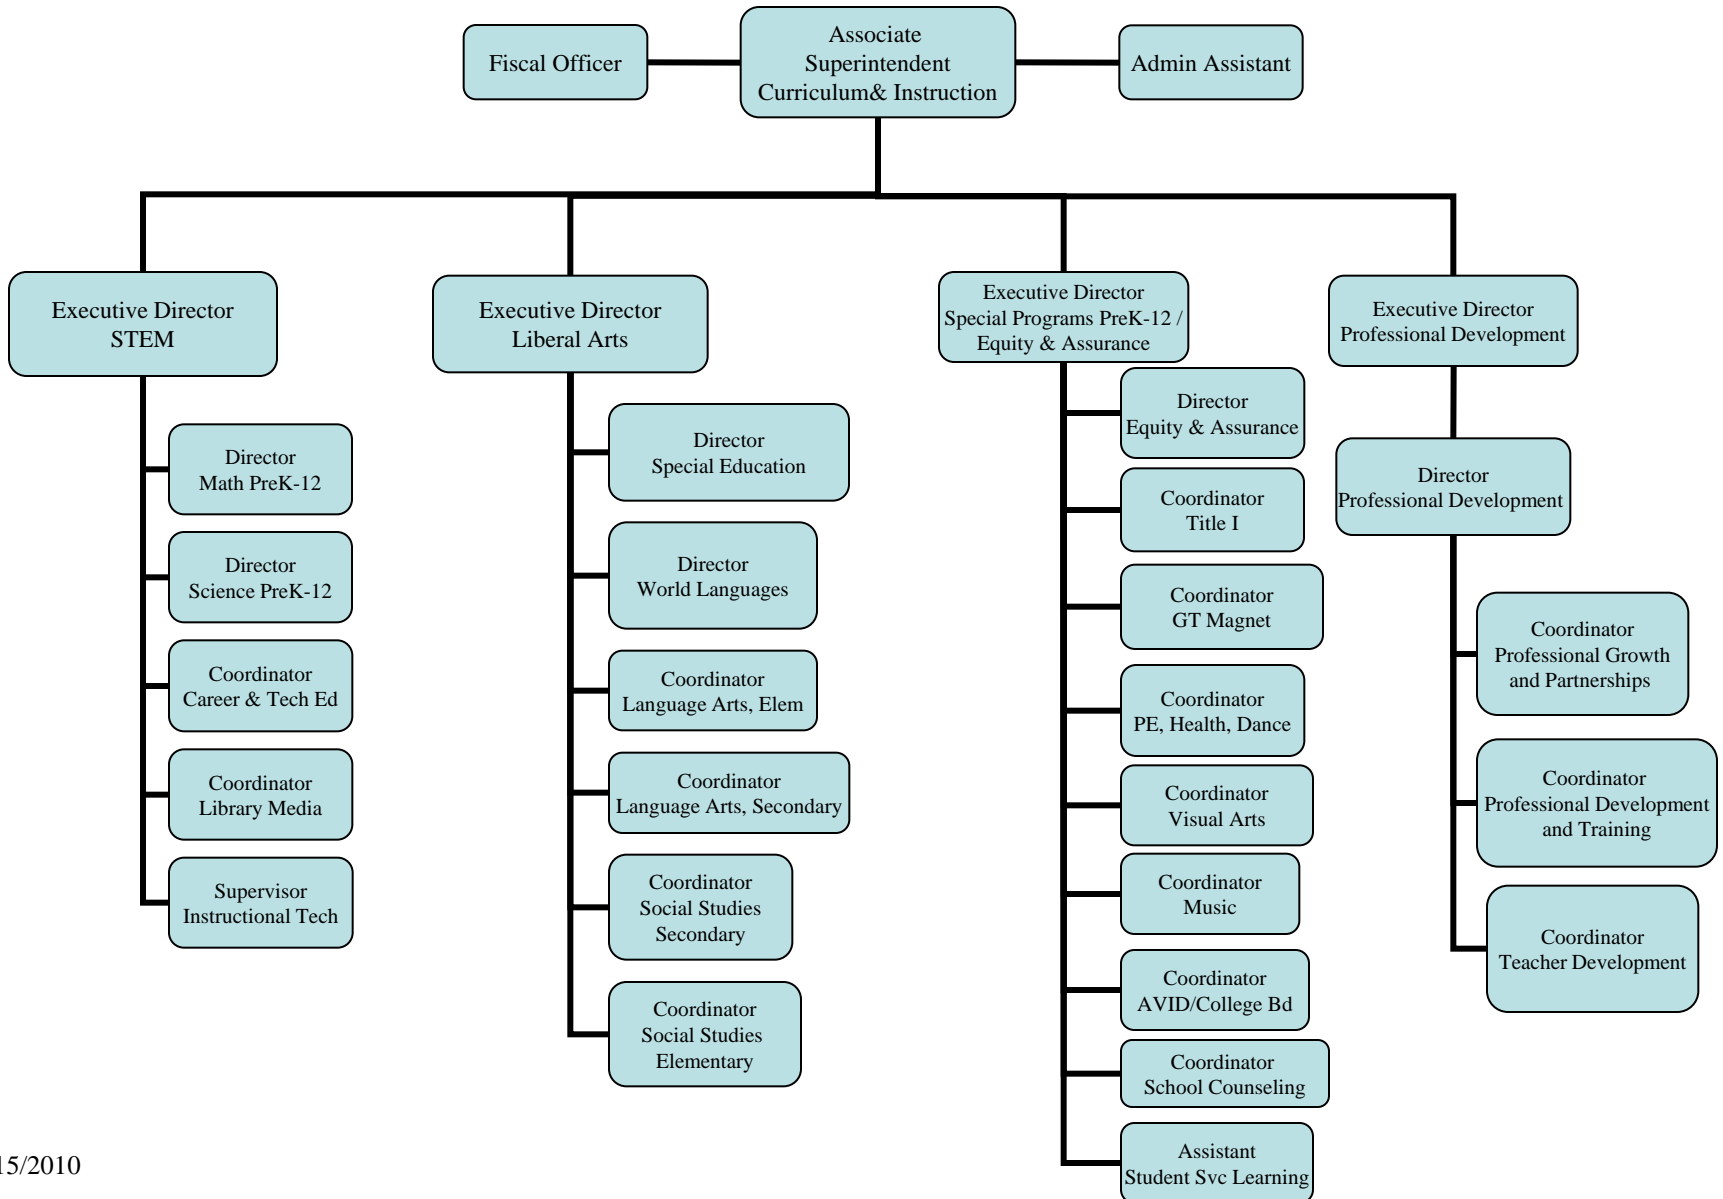 Fiscal Officer
Associate
Superintendent
Curriculum& Instruction
Admin Assistant
Executive Director
STEM
Director
Math PreK-12
Director
Science PreK-12
Coordinator
Career & Tech Ed
Coordinator
Library Media
Supervisor
Instructional Tech
Executive Director
Liberal Arts
Director
Special Education
Director
World Languages
Coordinator
Language Arts, Elem
Coordinator
Language Arts, Secondary
Coordinator
Social Studies
Secondary
Coordinator
Social Studies
Elementary
Executive Director
Special Programs PreK-12 /
Equity & Assurance
Director
Equity & Assurance
Coordinator
Title I
Coordinator
GT Magnet
Coordinator
PE, Health, Dance
Coordinator
Visual Arts
Coordinator
Music
Coordinator
AVID/College Bd
Coordinator
School Counseling
Assistant
Student Svc Learning
Executive Director
Professional Development
Director
Professional Development
Coordinator
Professional Growth
and Partnerships
Coordinator
Professional Development
and Training
Coordinator
Teacher Development
15/2010